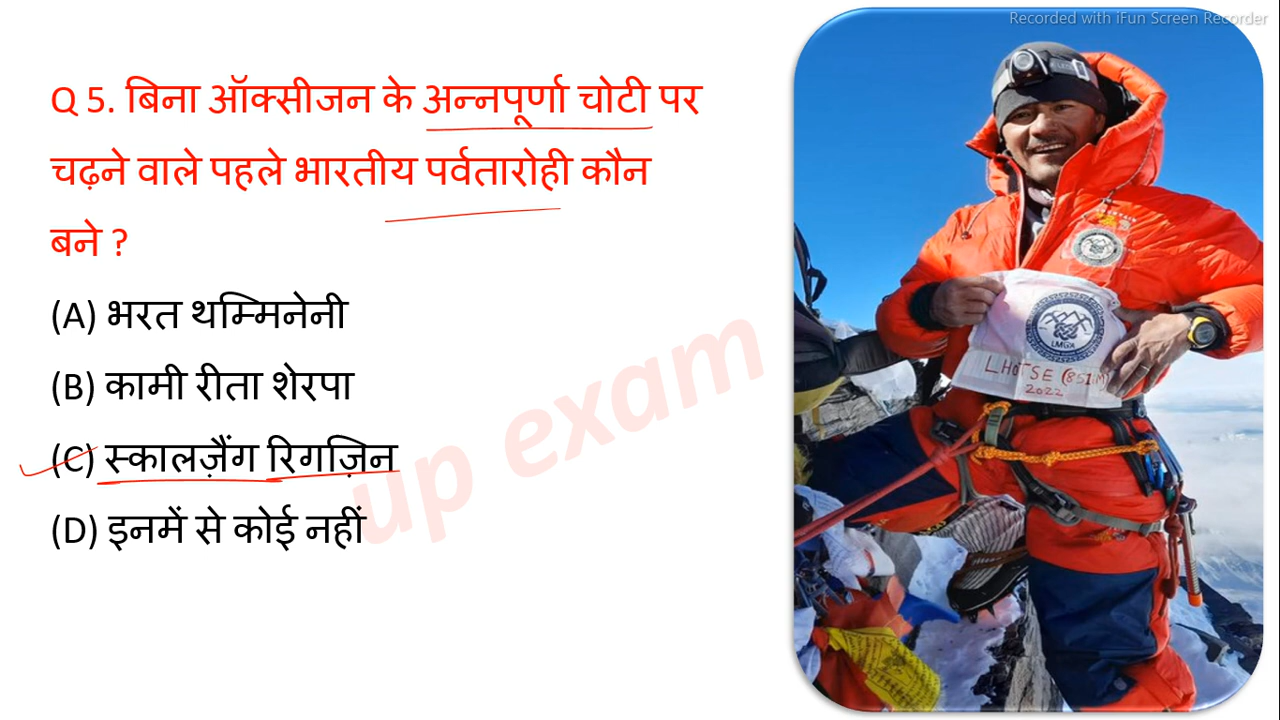 Recorded with iFun Screen Recorder
Q 5. बिना ऑक्सीजन के अन्नपूर्णा चोटी पर
चढ़ने वाले पहले भारतीय पर्वतारोही कौन
बने ?
(A) भरत थम्मिनेनी
(B) कामी रीता शेरपा
(C) स्कालज़ैंग रिगज़िन
(D) इनमें से कोई नहीं
up exam
LMGA
LHOTSE (8511M)
2022